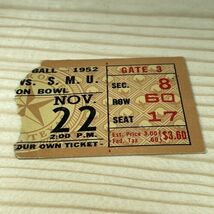 BALL - 1952
VS. S. M. U.
ON BOWL
NOV.
22
2:00 P.M.
OUR OWN TICKET
GATE 3
SEC. 8
ROW 60
SEAT 17
Est. Price 3.00
Fed. Tax .60
$3.60